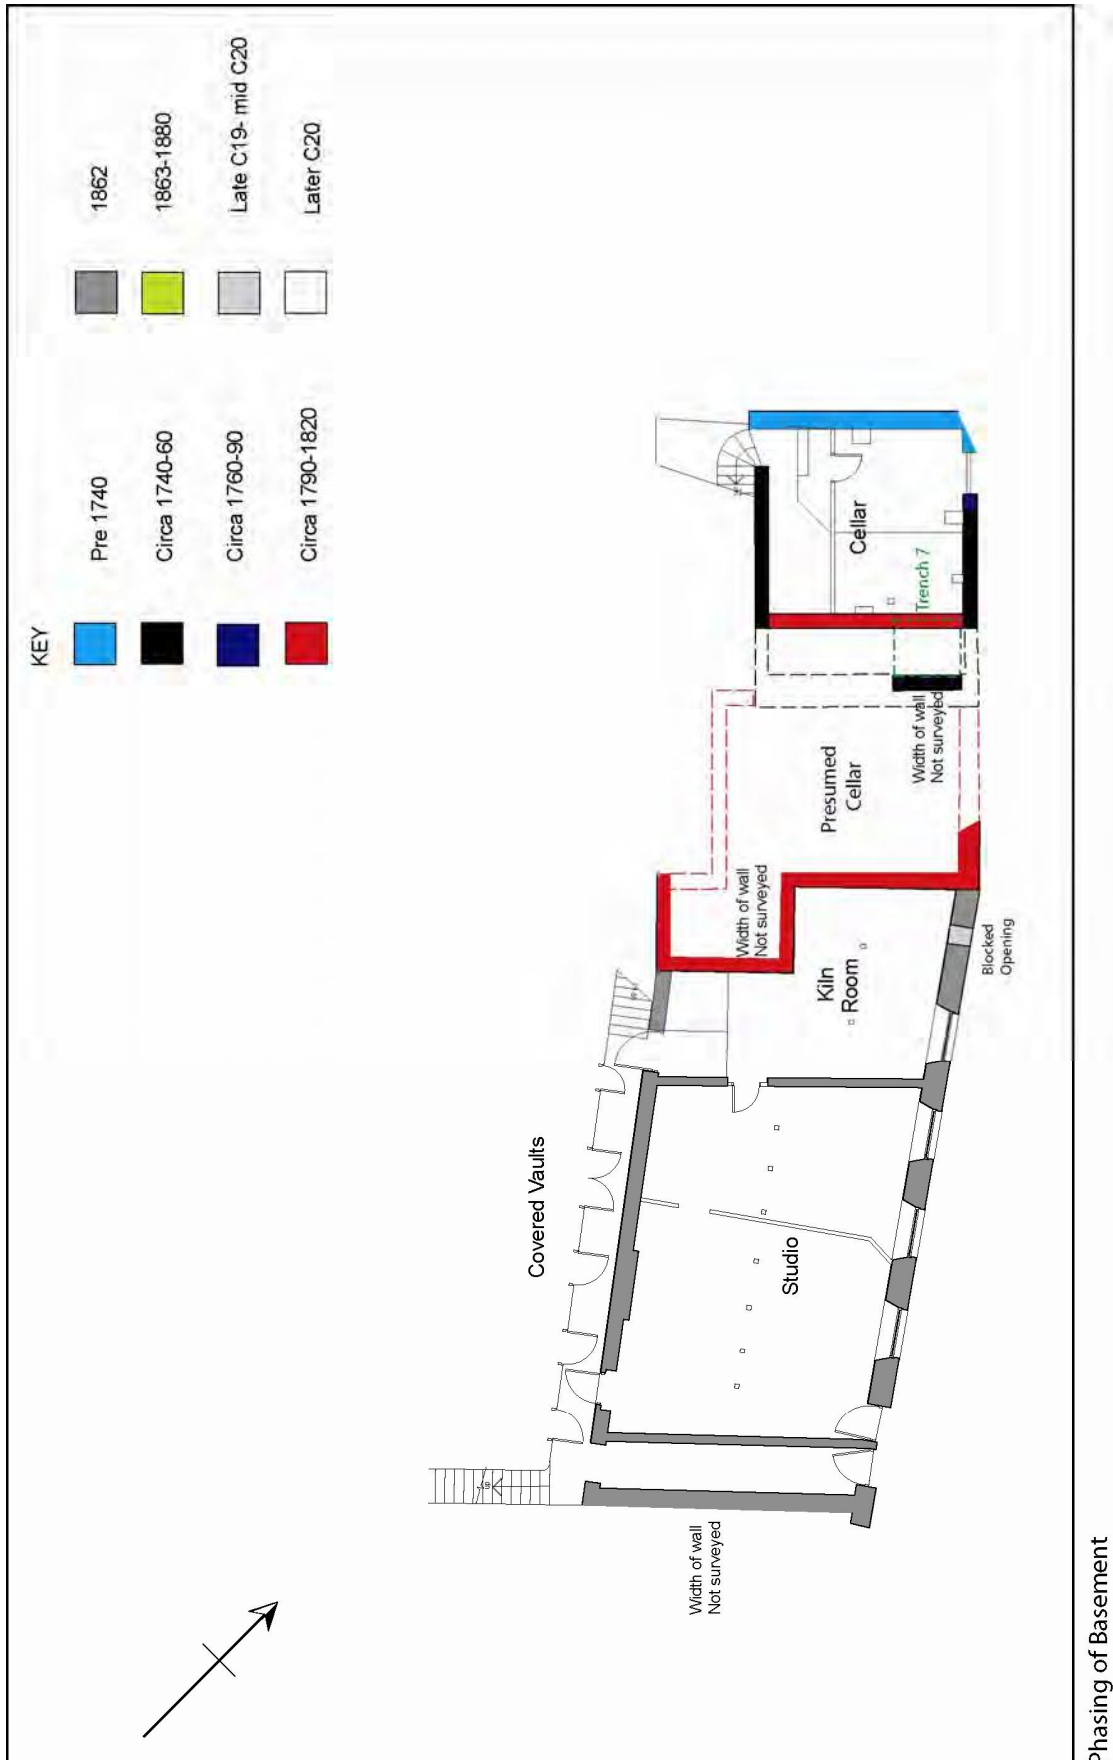 KEY
Pre 1740
Circa 1740-60
Circa 1760-90
Circa 1790-1820
1862
1863-1880
Late C19- mid C20
Later C20
Covered Vaults
Studio
Kiln
Room
Presumed
Cellar
Cellar
Trench 7
Width of wall
Not surveyed
Width of wall
Not surveyed
Width of wall
Not surveyed
Blocked
Opening
up
Phasing of Basement